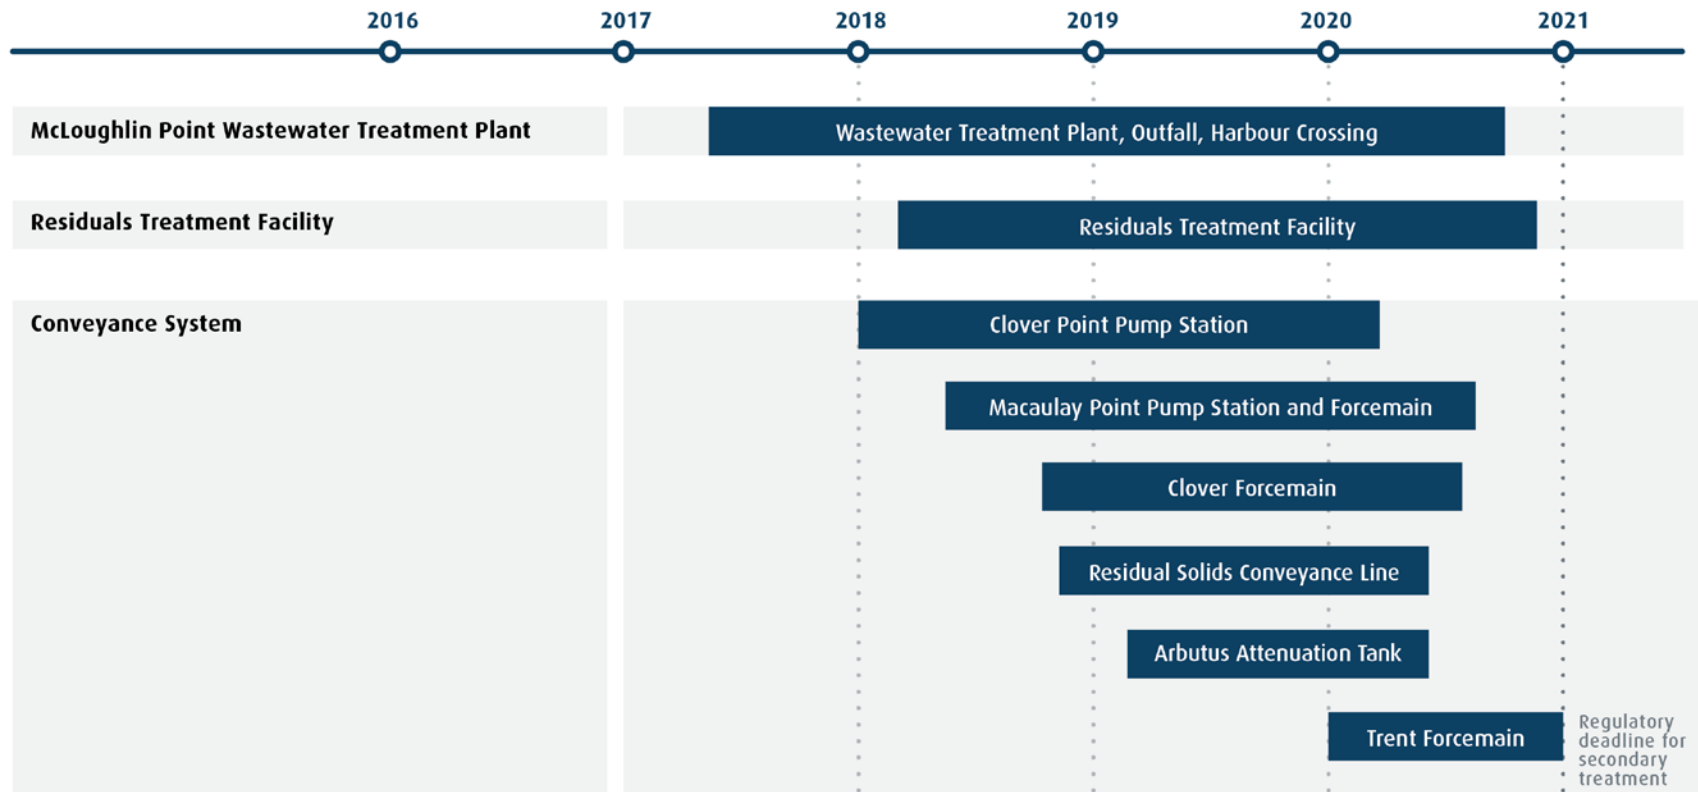 2016 2017 2018 2019 2020 2021
McLoughlin Point Wastewater Treatment Plant
Wastewater Treatment Plant, Outfall, Harbour Crossing
Residuals Treatment Facility
Residuals Treatment Facility
Conveyance System
Clover Point Pump Station
Macaulay Point Pump Station and Forcemain
Clover Forcemain
Residual Solids Conveyance Line
Arbutus Attenuation Tank
Trent Forcemain
Regulatory
deadline for
secondary
treatment